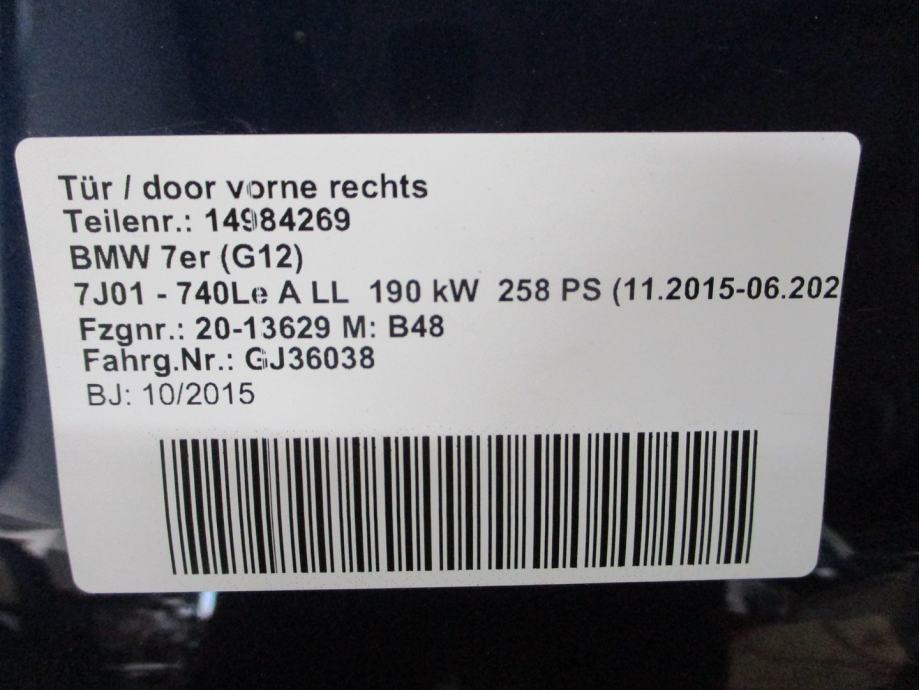 Tür / door vorne rechts
Teilenr.: 14984269
BMW 7er (G12)
7J01 - 740Le A LL 190 kW 258 PS (11.2015-06.202
Fzgnr.: 20-13629 M: B48
Fahrg.Nr.: GJ36038
BJ: 10/2015